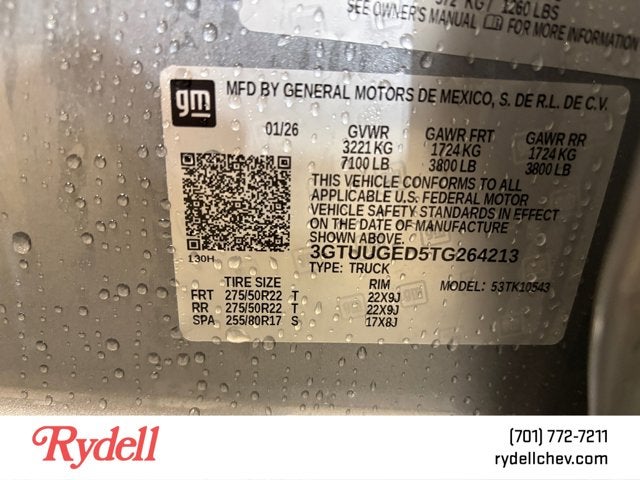 572 KG / 1260 LBS
SEE OWNER'S MANUAL FOR MORE INFORMATION
gm
MFD BY GENERAL MOTORS DE MEXICO, S. DE R.L. DE C.V.
01/26 GVWR GAWR FRT GAWR RR
3221 KG 1724 KG 1724 KG
7100 LB 3800 LB 3800 LB
THIS VEHICLE CONFORMS TO ALL
APPLICABLE U.S. FEDERAL MOTOR
VEHICLE SAFETY STANDARDS IN EFFECT
ON THE DATE OF MANUFACTURE
SHOWN ABOVE.
130H
3GTUUGED5TG264213
TYPE: TRUCK
TIRE SIZE RIM MODEL: 53TK10543
FRT 275/50R22 T 22X9J
RR 275/50R22 T 22X9J
SPA 255/80R17 S 17X8J
Rydell
(701) 772-7211
rydellchev.com